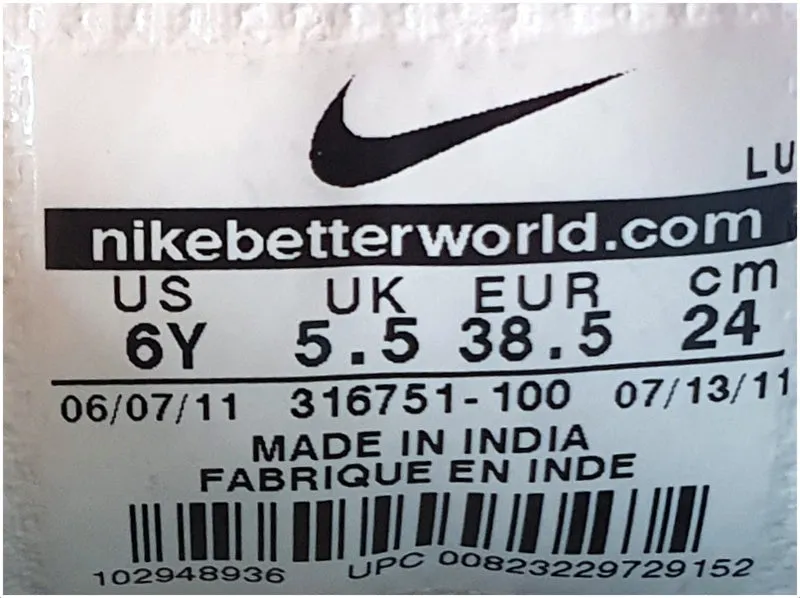 LU
nikebetterworld.com
US UK EUR cm
6Y 5.5 38.5 24
06/07/11 316751-100 07/13/11
MADE IN INDIA
FABRIQUE EN INDE
102948936 UPC 00823229729152